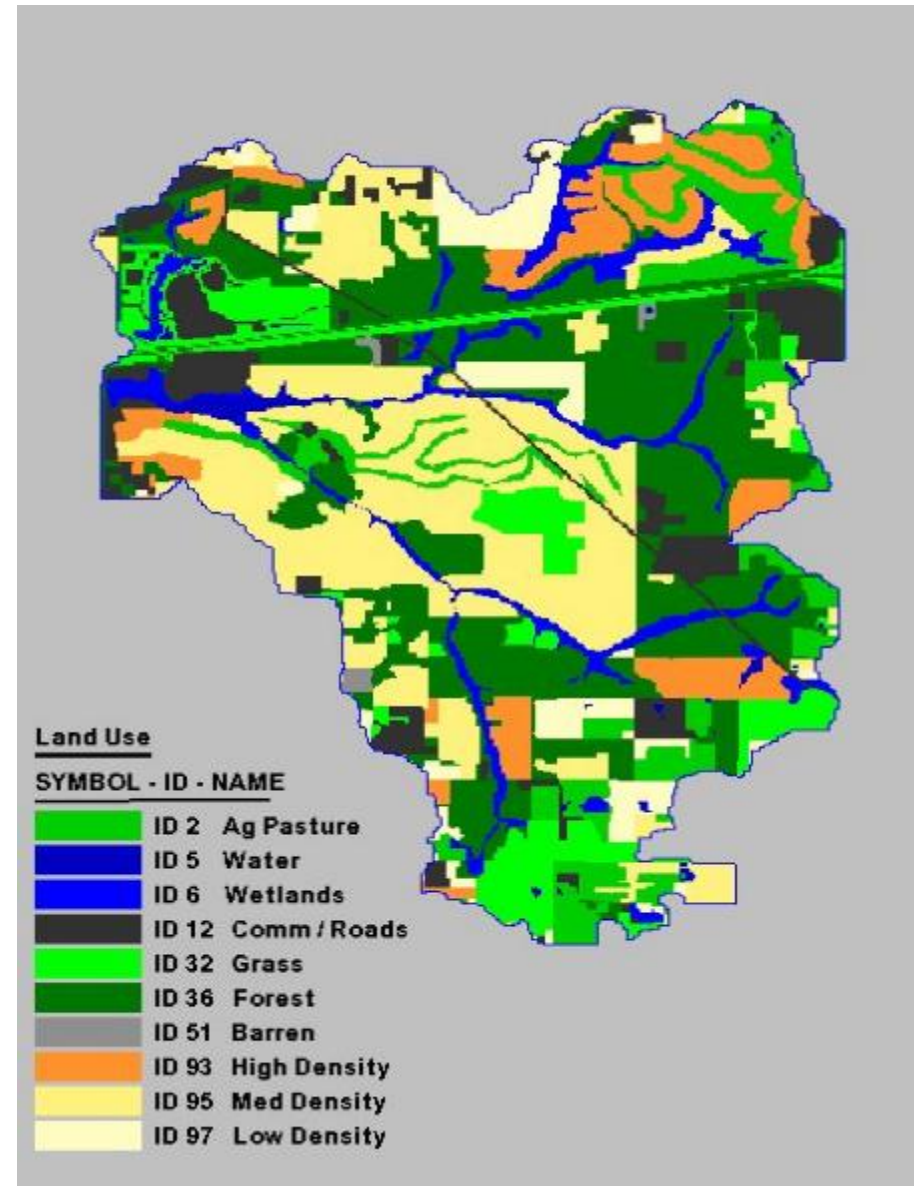 Land Use
SYMBOL - ID - NAME
ID 2 Ag Pasture
ID 5 Water
ID 6 Wetlands
ID 12 Comm / Roads
ID 32 Grass
ID 36 Forest
ID 51 Barren
ID 93 High Density
ID 95 Med Density
ID 97 Low Density